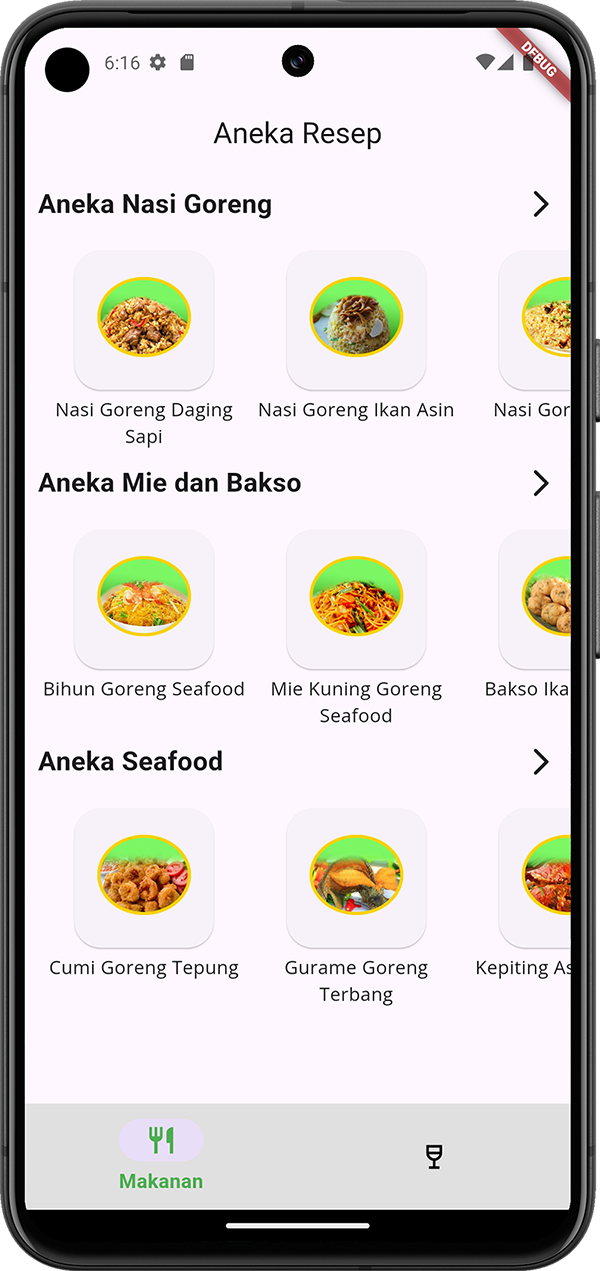 6:16
DEBUG
Aneka Resep
Aneka Nasi Goreng
Nasi Goreng Daging
Sapi
Nasi Goreng Ikan Asin
Nasi Gor
Aneka Mie dan Bakso
Bihun Goreng Seafood
Mie Kuning Goreng
Seafood
Bakso Ika
Aneka Seafood
Cumi Goreng Tepung
Gurame Goreng
Terbang
Kepiting As
Makanan